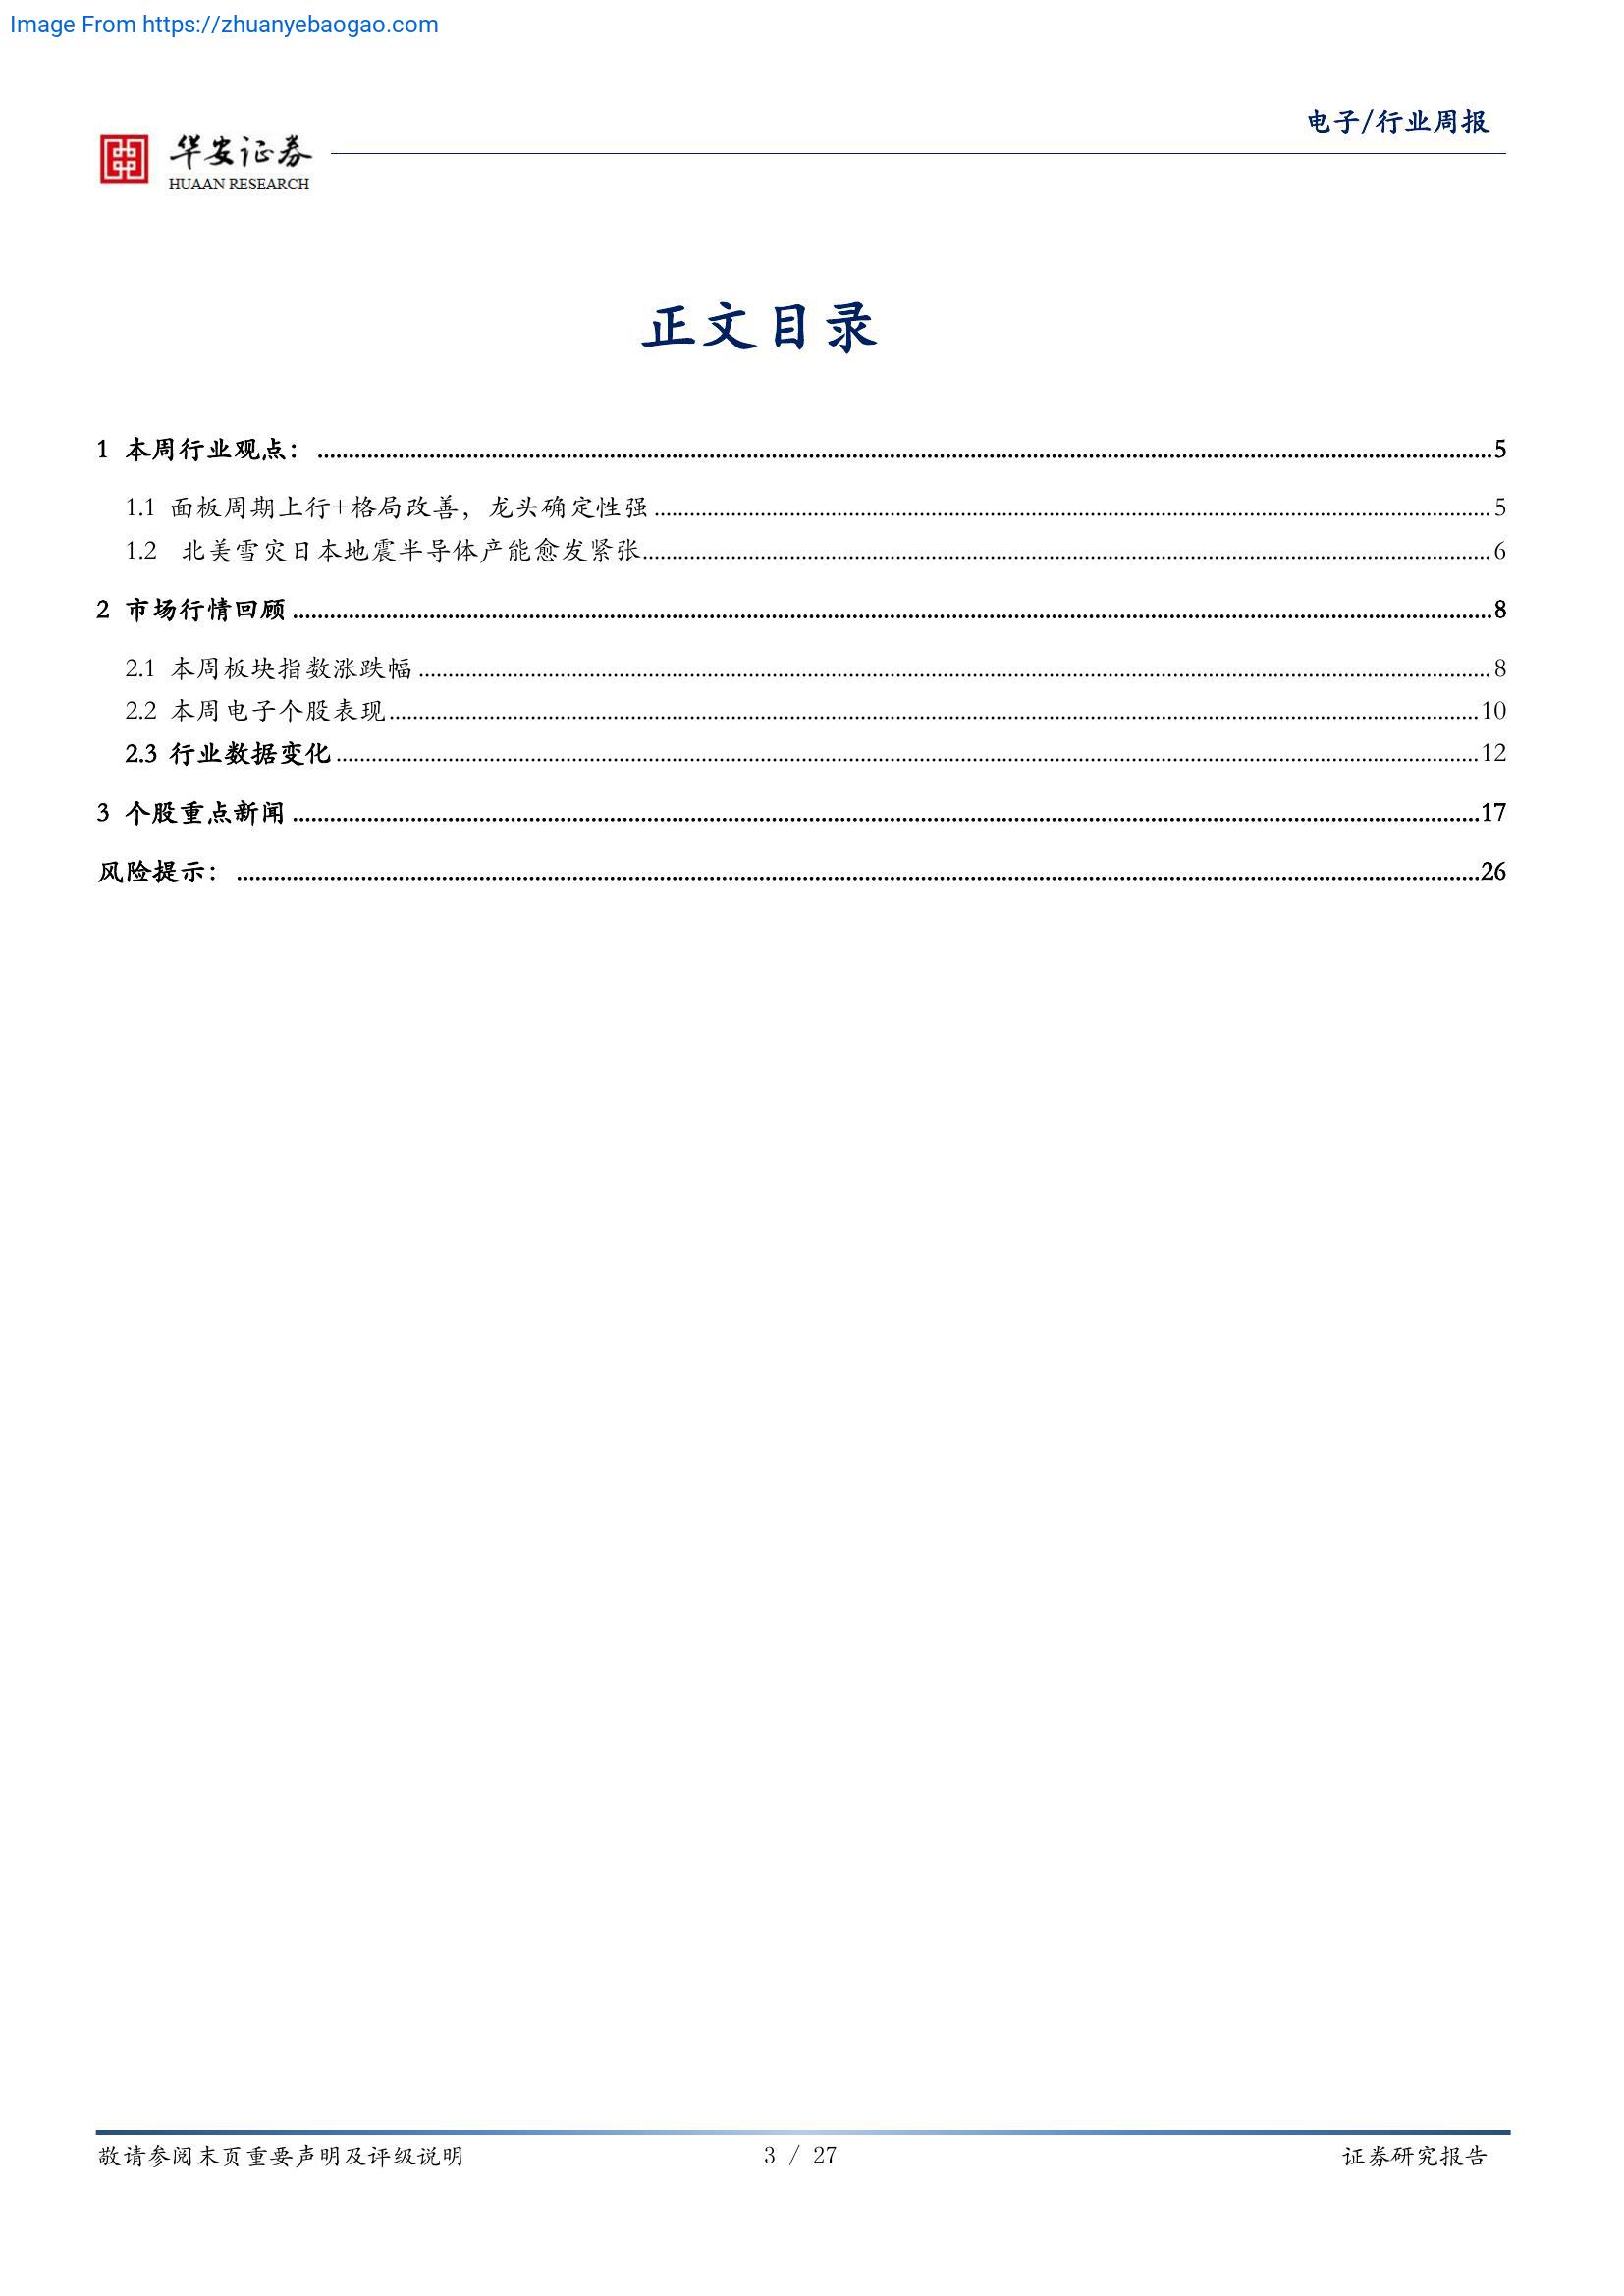 Image From https://zhuanyebaogao.com
电子/行业周报
华安证券
HUAAN RESEARCH
正文目录
1 本周行业观点： ........................................ 5
1.1 面板周期上行+格局改善，龙头确定性强 ........................................ 5
1.2 北美雪灾日本地震半导体产能愈发紧张 ........................................ 6
2 市场行情回顾 ........................................ 8
2.1 本周板块指数涨跌幅 ........................................ 8
2.2 本周电子个股表现 ........................................ 10
2.3 行业数据变化 ........................................ 12
3 个股重点新闻 ........................................ 17
风险提示： ........................................ 26
敬请参阅末页重要声明及评级说明 3 / 27 证券研究报告